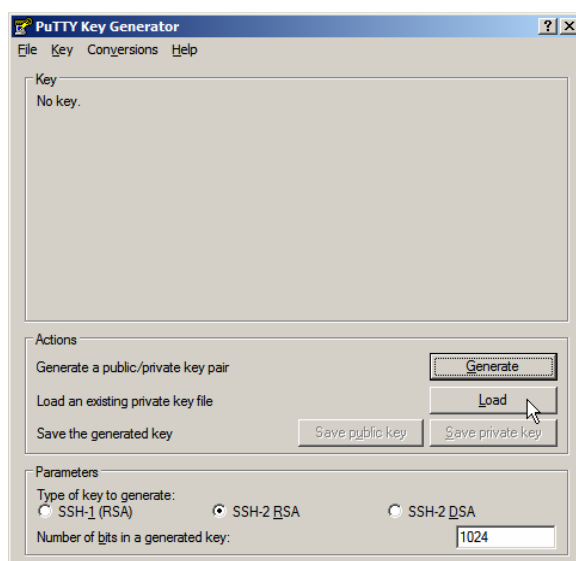 PuTTY Key Generator
File Key Conversions Help
Key
No key.
Actions
Generate a public/private key pair Generate
Load an existing private key file Load
Save the generated key Save public key Save private key
Parameters
Type of key to generate:
SSH-1 (RSA) SSH-2 RSA SSH-2 DSA
Number of bits in a generated key: 1024